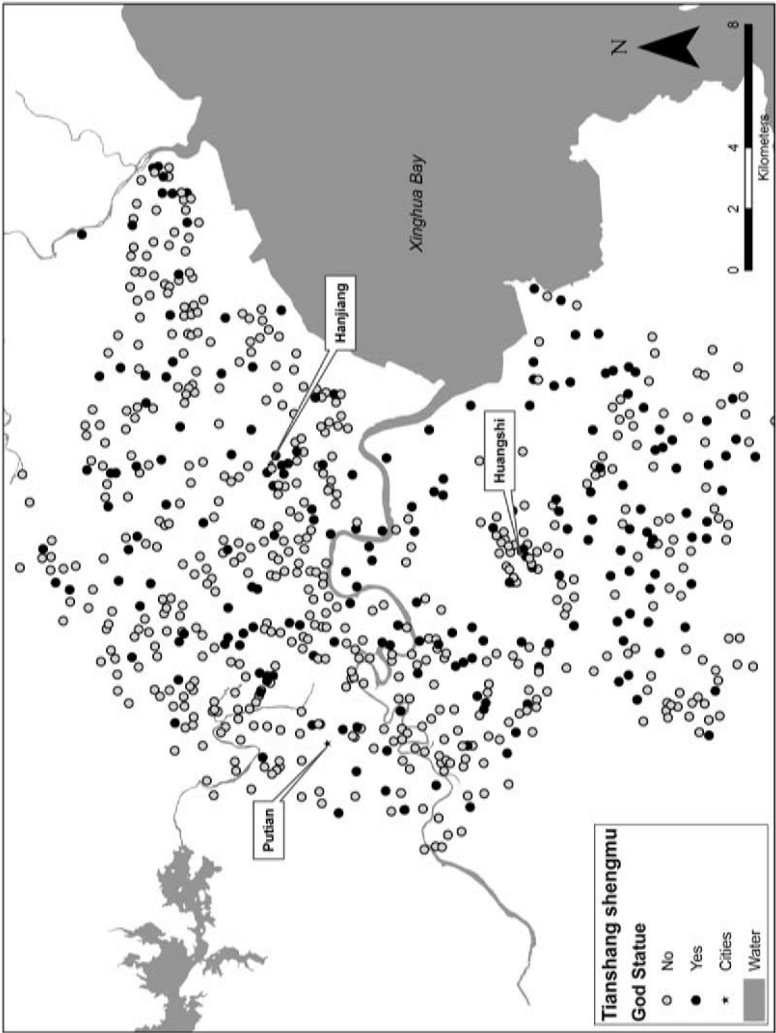 Tianshang shengmu
God Statue
No
Yes
Cities
Water
Putian
Hanjiang
Huangshi
Xinghua Bay
N
0 2 4 8
Kilometers